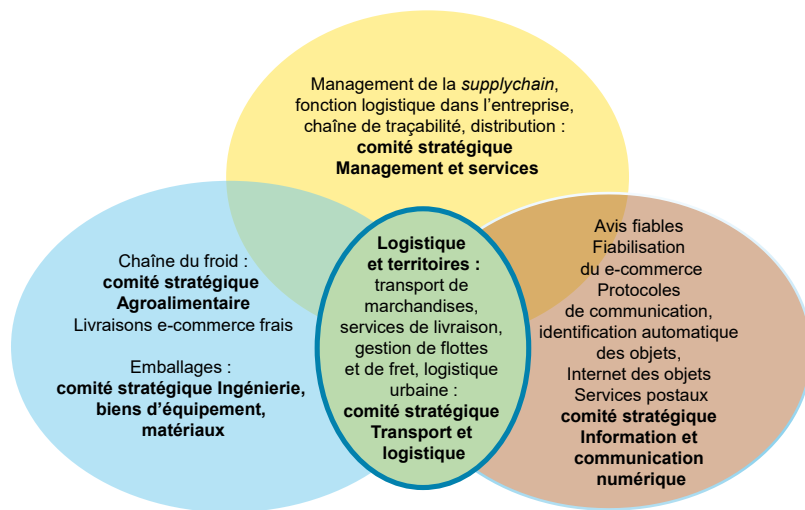 Management de la supplychain,
fonction logistique dans l'entreprise,
chaîne de traçabilité, distribution :
comité stratégique
Management et services
Chaîne du froid :
comité stratégique
Agroalimentaire
Livraisons e-commerce frais
Emballages :
comité stratégique Ingénierie,
biens d'équipement,
matériaux
Logistique
et territoires :
transport de
marchandises,
services de livraison,
gestion de flottes
et de fret, logistique
urbaine :
comité stratégique
Transport et
logistique
Avis fiables
Fiabilisation
du e-commerce
Protocoles
de communication,
identification automatique
des objets,
Internet des objets
Services postaux
comité stratégique
Information et
communication
numérique